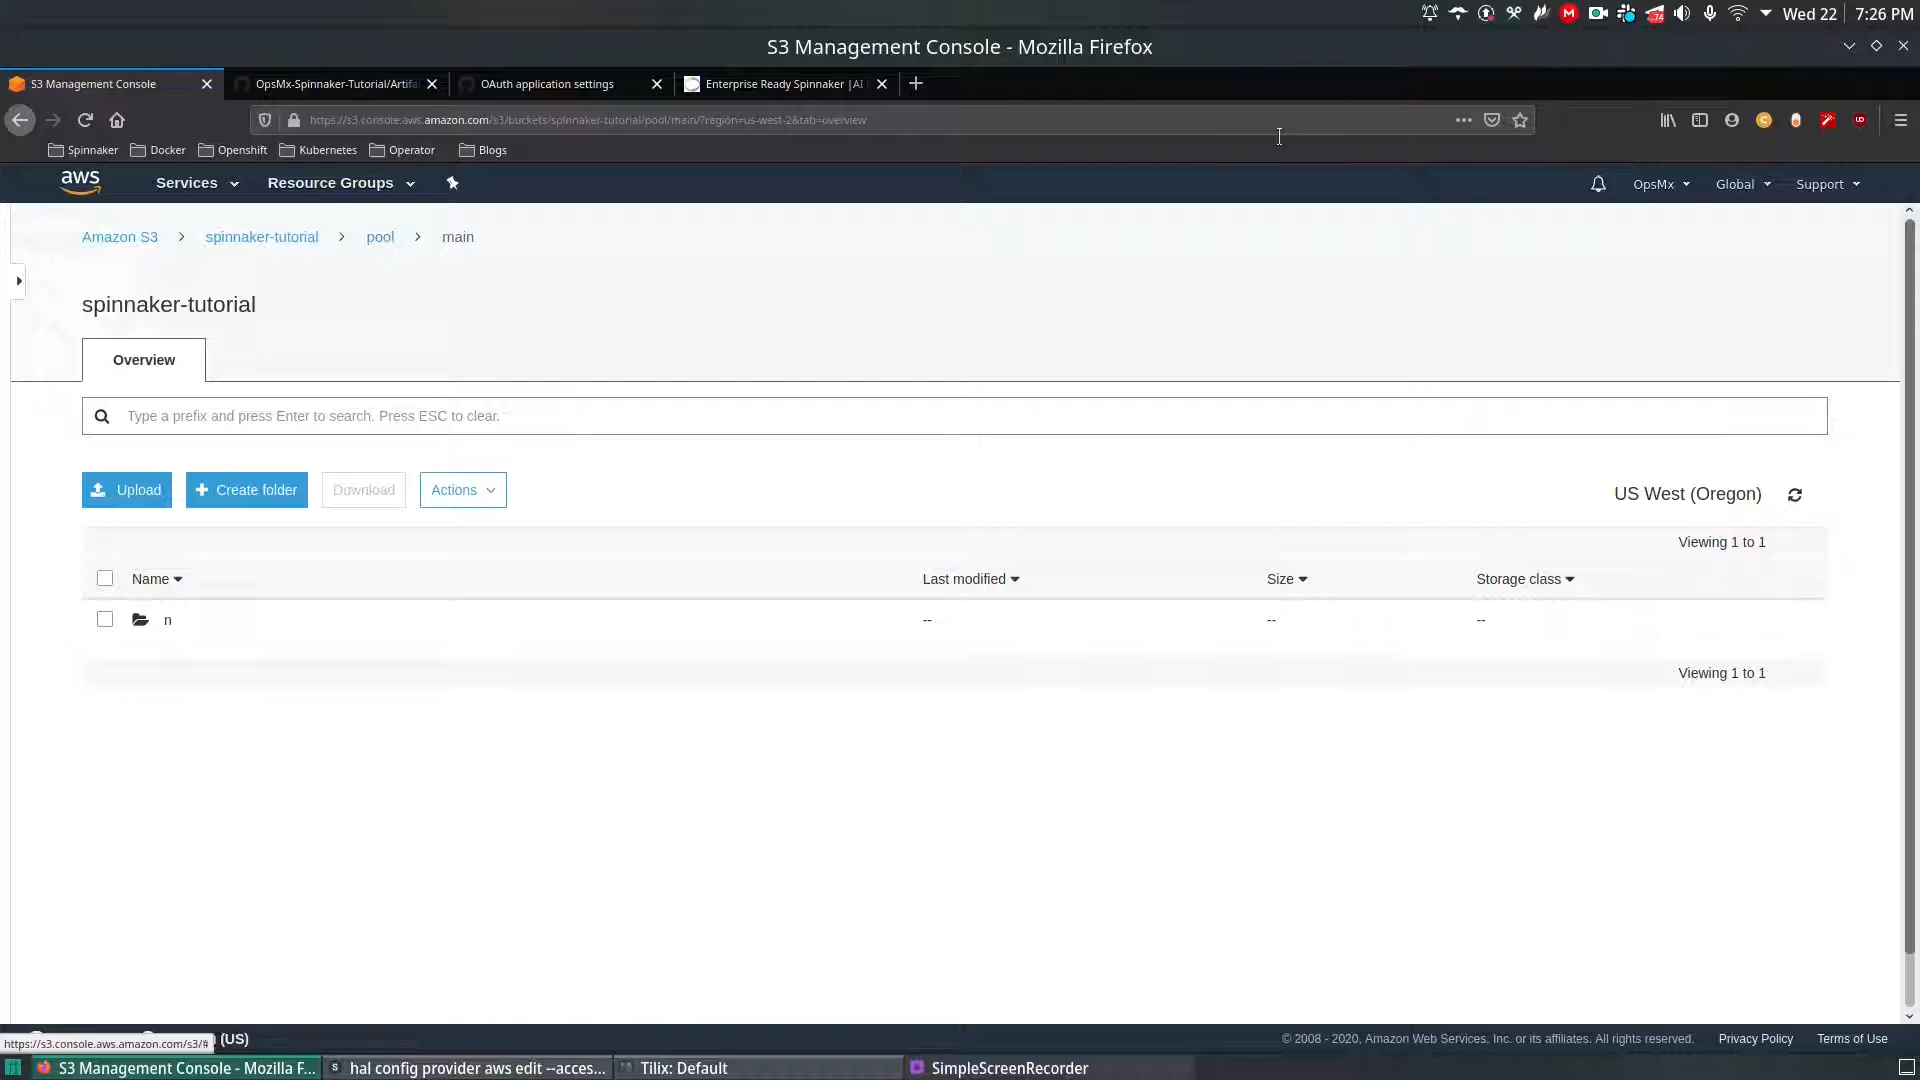 74
Wed 22
7:26 PM
S3 Management Console - Mozilla Firefox
S3 Management Console
OpsMx-Spinnaker-Tutorial/Artifa
OAuth application settings
Enterprise Ready Spinnaker |AI
https://s3.console.aws.amazon.com/s3/buckets/spinnaker-tutorial/pool/main/?region=us-west-2&tab=overview
Spinnaker
Docker
Openshift
Kubernetes
Operator
Blogs
aws
Services
Resource Groups
OpsMx
Global
Support
Amazon S3
spinnaker-tutorial
pool
main
spinnaker-tutorial
Overview
Type a prefix and press Enter to search. Press ESC to clear.
Upload
Create folder
Download
Actions
US West (Oregon)
Viewing 1 to 1
Name
Last modified
Size
Storage class
n
--
--
--
Viewing 1 to 1
(US)
© 2008 - 2020, Amazon Web Services, Inc. or its affiliates. All rights reserved.
Privacy Policy
Terms of Use
https://s3.console.aws.amazon.com/s3/#
S3 Management Console - Mozilla F...
hal config provider aws edit --acces...
Tilix: Default
SimpleScreenRecorder